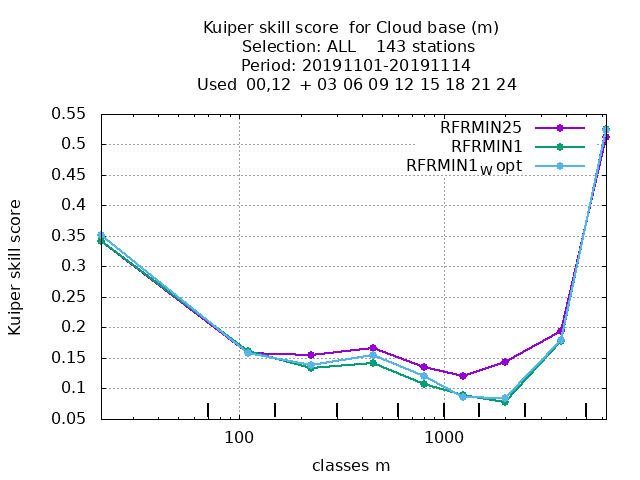 Kuiper skill score  for Cloud base (m)
Selection: ALL    143 stations
Period: 20191101-20191114
Used  00,12  + 03 06 09 12 15 18 21 24
0.55
0.5
0.45
0.4
0.35
0.3
0.25
0.2
0.15
0.1
0.05
Kuiper skill score
RFRMIN25
RFRMIN1
RFRMIN1W opt
100
1000
classes m